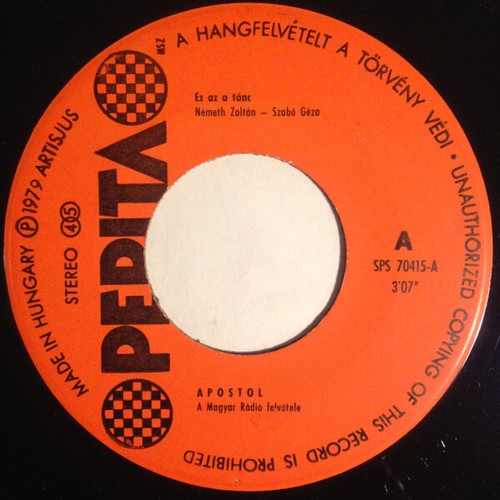 MADE IN HUNGARY Ⓟ 1979 ARTISJUS
A HANGFELVÉTELT A TÖRVÉNY VÉDI • UNAUTHORIZED COPYING OF THIS RECORD IS PROHIBITED
STEREO 45
PEPITA
MSZ
Ez az a tánc
Németh Zoltán – Szabó Géza
A
SPS 70415-A
3'07"
APOSTOL
A Magyar Rádió felvétele